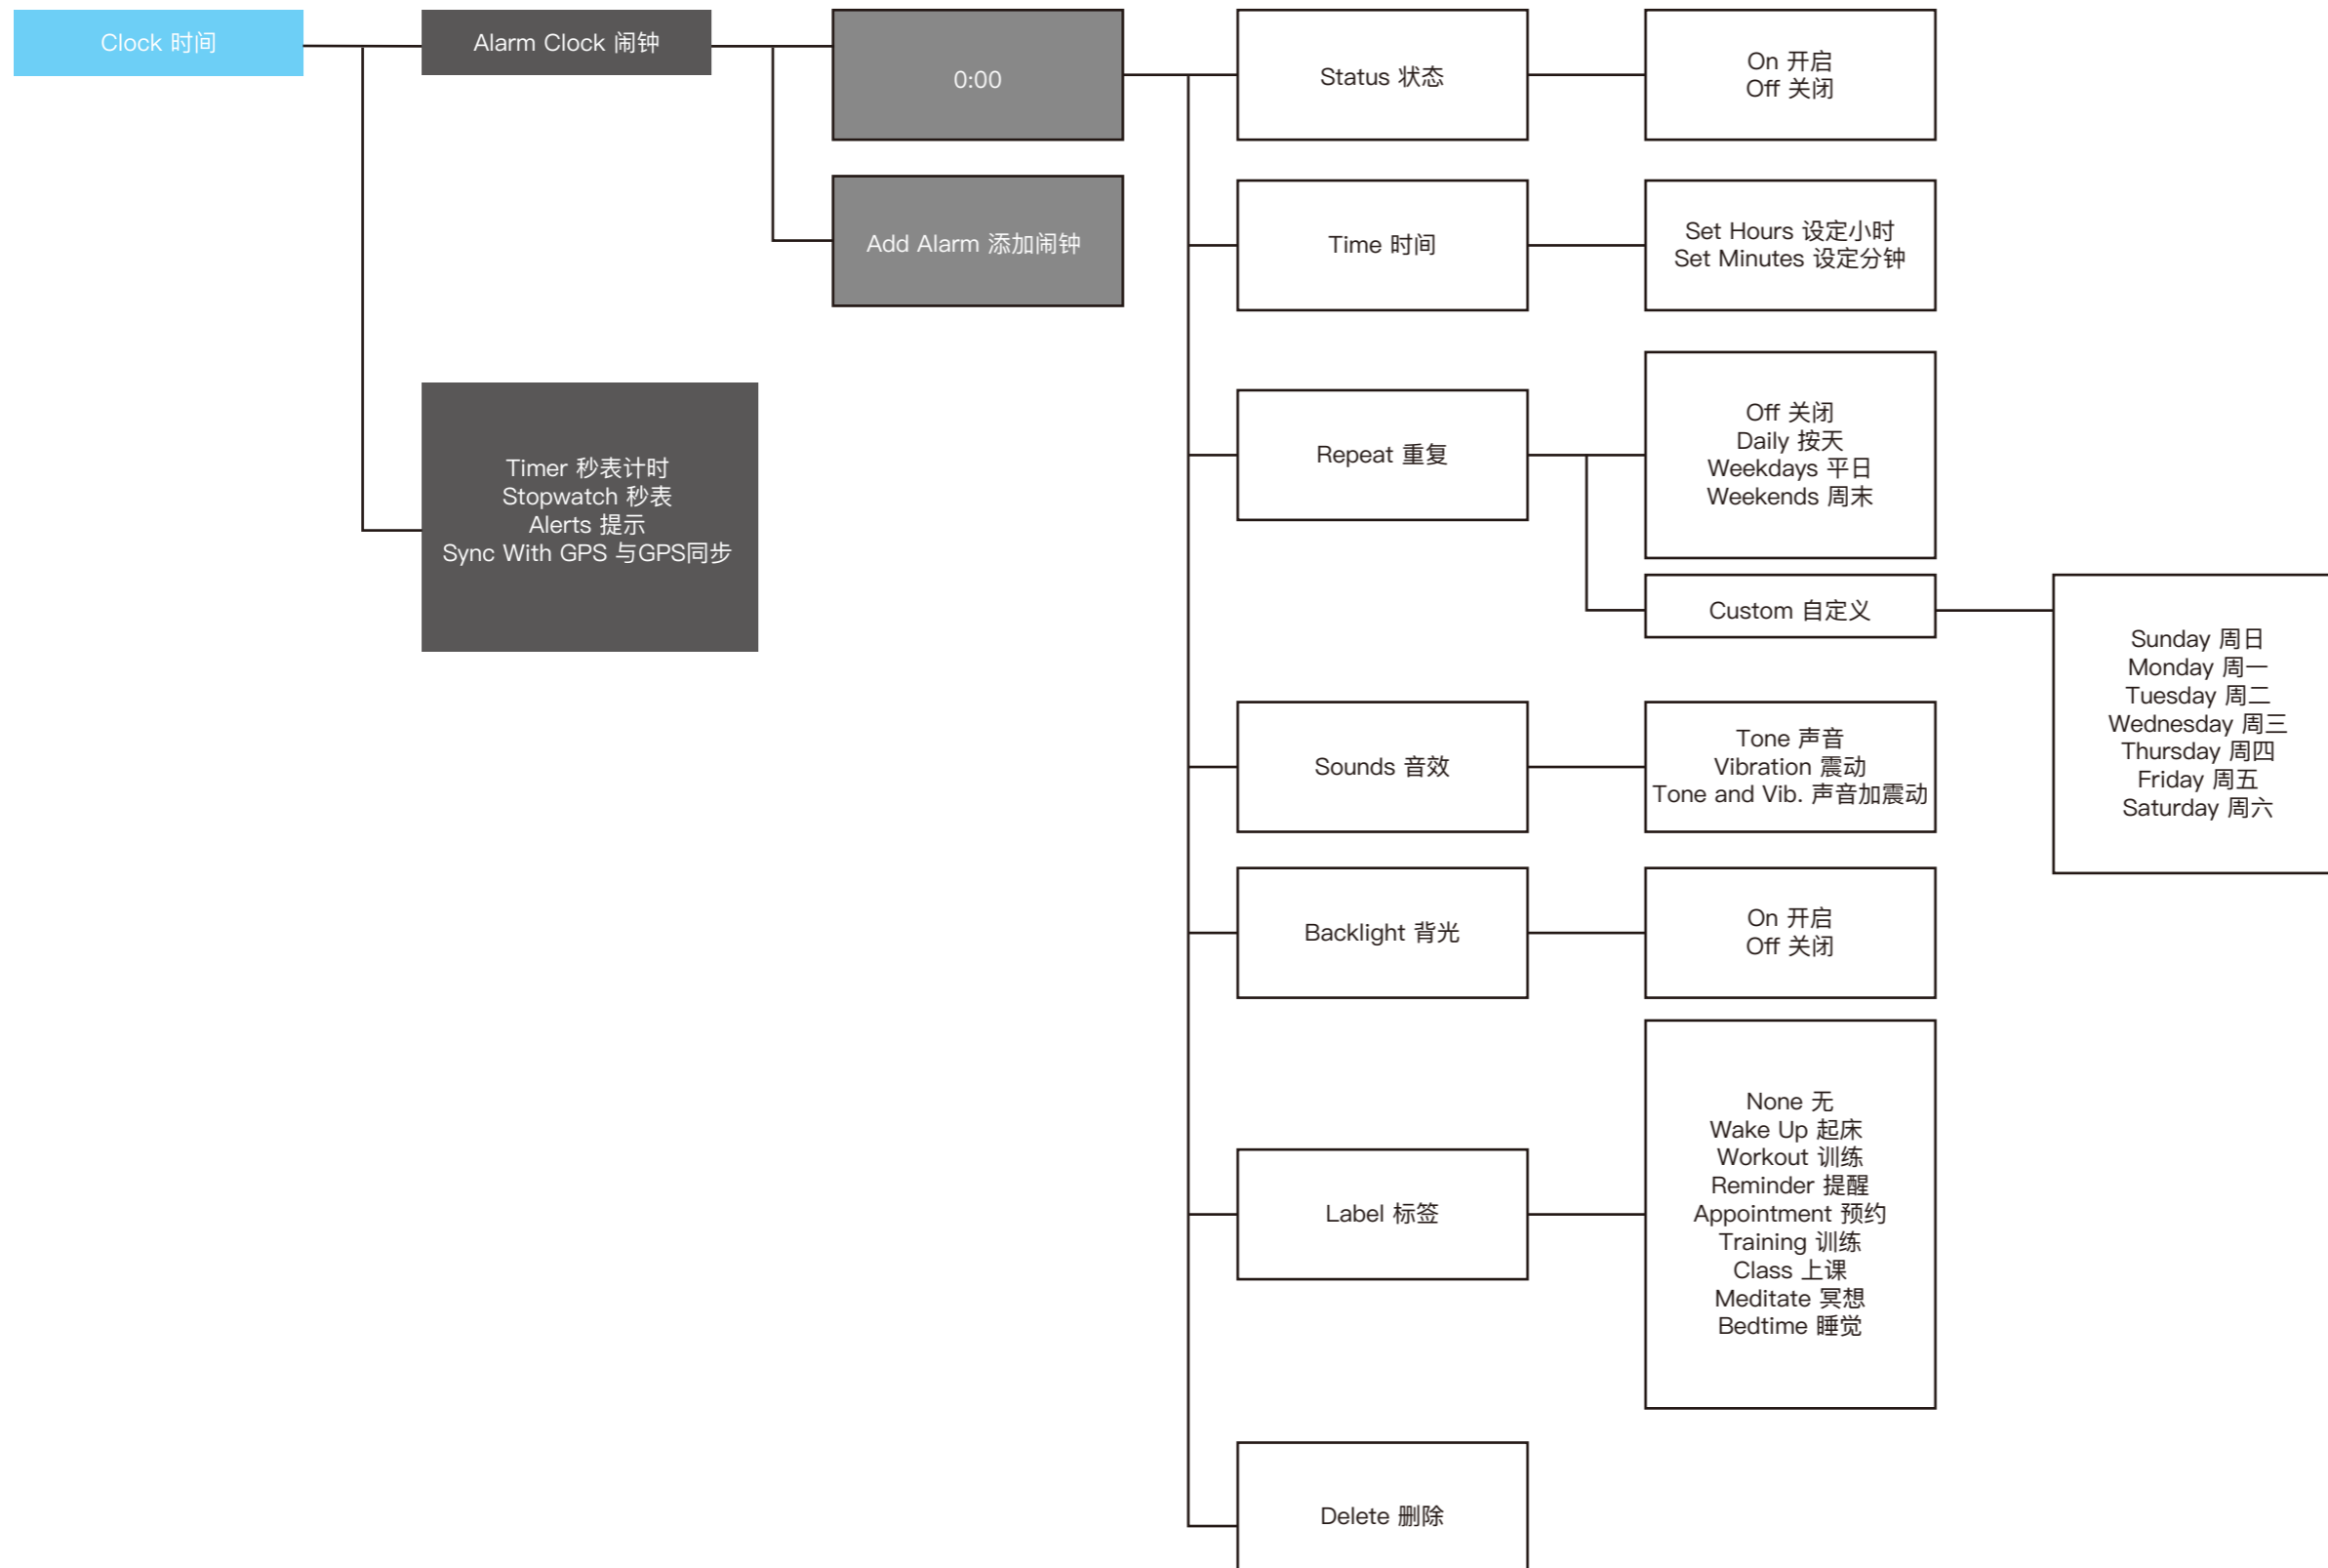 Clock 时间
Alarm Clock 闹钟
0:00
Add Alarm 添加闹钟
Timer 秒表计时
Stopwatch 秒表
Alerts 提示
Sync With GPS 与GPS同步
Status 状态
On 开启
Off 关闭
Time 时间
Set Hours 设定小时
Set Minutes 设定分钟
Repeat 重复
Off 关闭
Daily 按天
Weekdays 平日
Weekends 周末
Custom 自定义
Sunday 周日
Monday 周一
Tuesday 周二
Wednesday 周三
Thursday 周四
Friday 周五
Saturday 周六
Sounds 音效
Tone 声音
Vibration 震动
Tone and Vib. 声音加震动
Backlight 背光
On 开启
Off 关闭
Label 标签
None 无
Wake Up 起床
Workout 训练
Reminder 提醒
Appointment 预约
Training 训练
Class 上课
Meditate 冥想
Bedtime 睡觉
Delete 删除